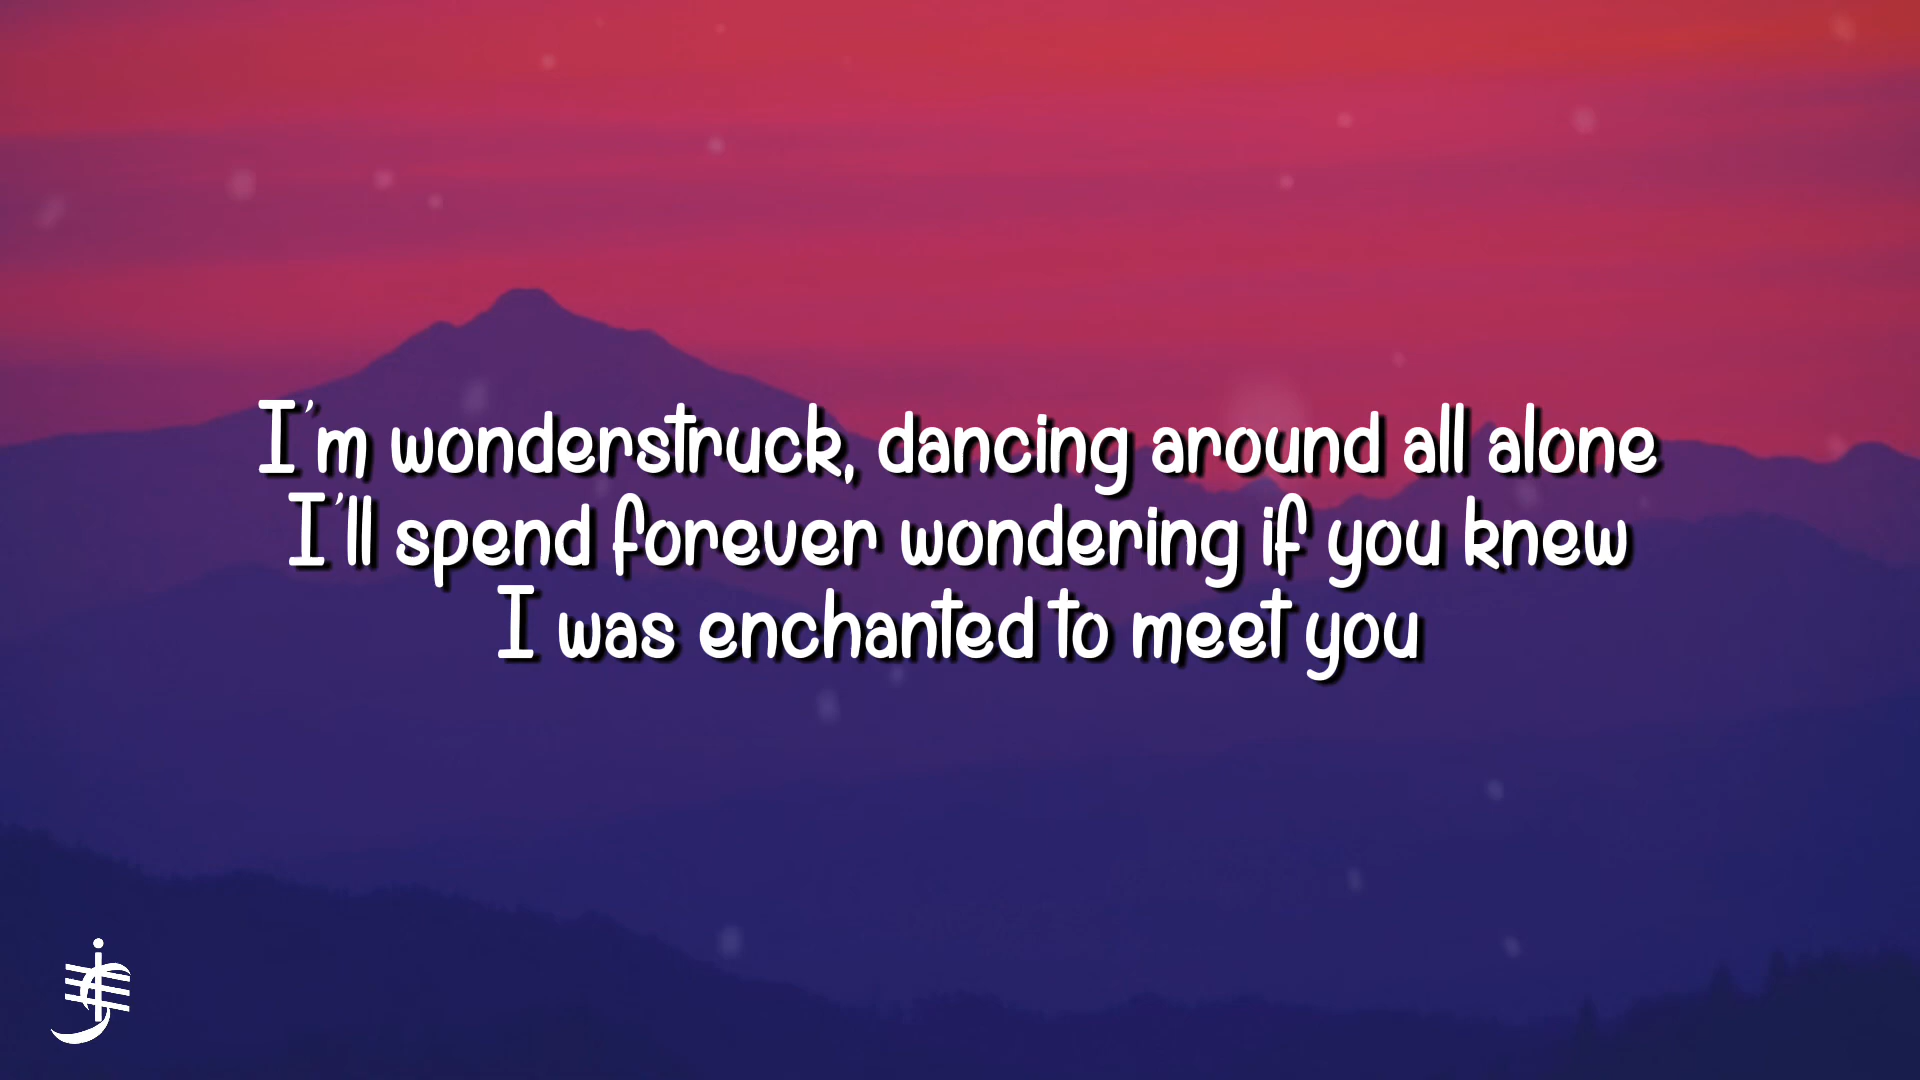 I'm wonderstruck, dancing around all alone
I'll spend forever wondering if you knew
I was enchanted to meet you